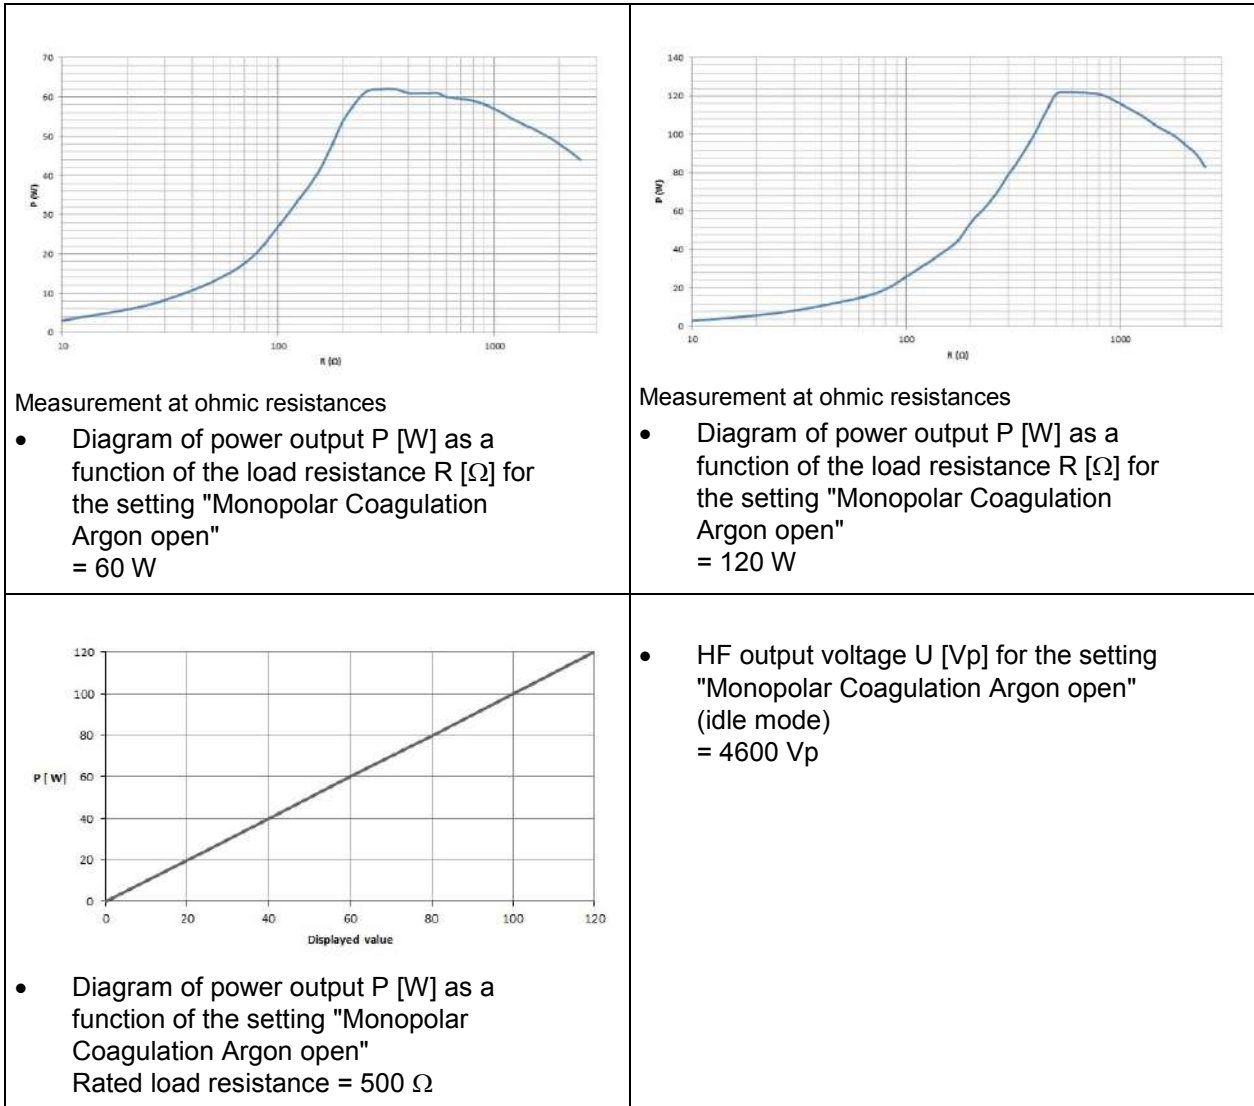 70
60
50
40
30
20
10
0
P (W)
10
100
1000
R (Ω)
Measurement at ohmic resistances
• Diagram of power output P [W] as a
function of the load resistance R [Ω] for
the setting "Monopolar Coagulation
Argon open"
= 60 W
140
120
100
80
60
40
20
0
P (W)
10
100
1000
R (Ω)
Measurement at ohmic resistances
• Diagram of power output P [W] as a
function of the load resistance R [Ω] for
the setting "Monopolar Coagulation
Argon open"
= 120 W
120
100
80
60
40
20
0
P [ W]
0 20 40 60 80 100 120
Displayed value
• Diagram of power output P [W] as a
function of the setting "Monopolar
Coagulation Argon open"
Rated load resistance = 500 Ω
• HF output voltage U [Vp] for the setting
"Monopolar Coagulation Argon open"
(idle mode)
= 4600 Vp